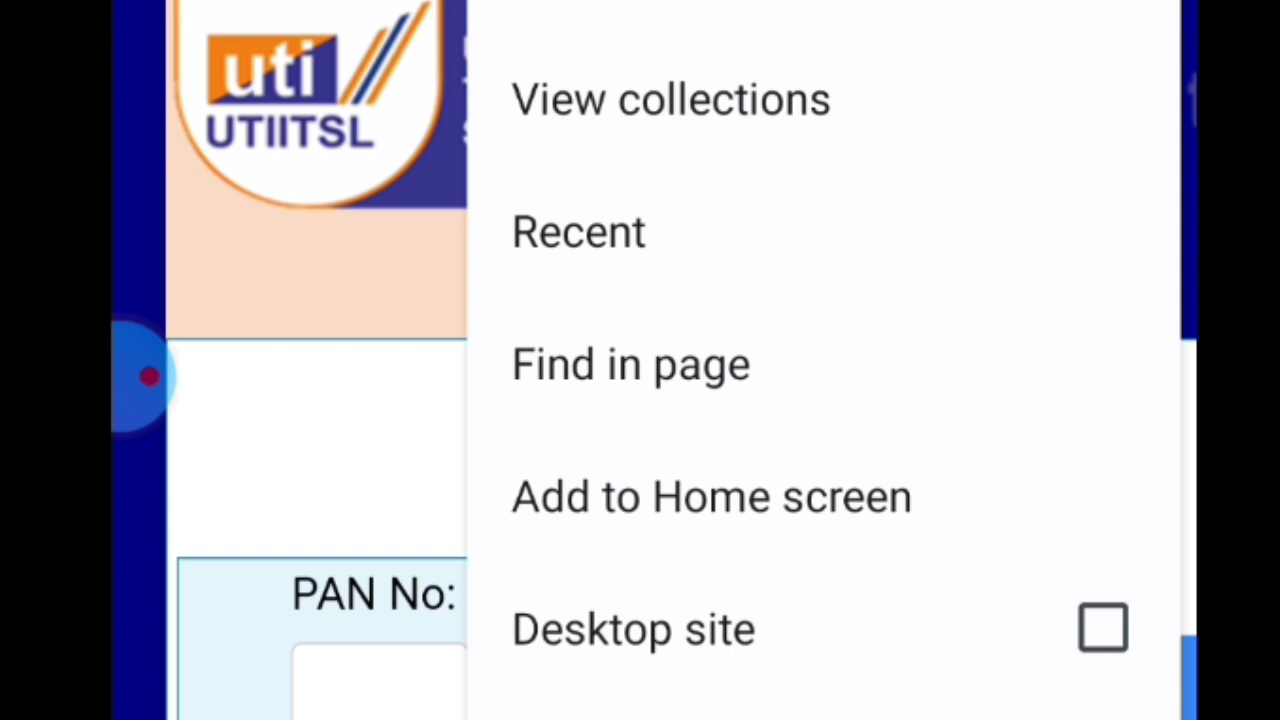 uti
UTIITSL
View collections
Recent
Find in page
Add to Home screen
PAN No:
Desktop site